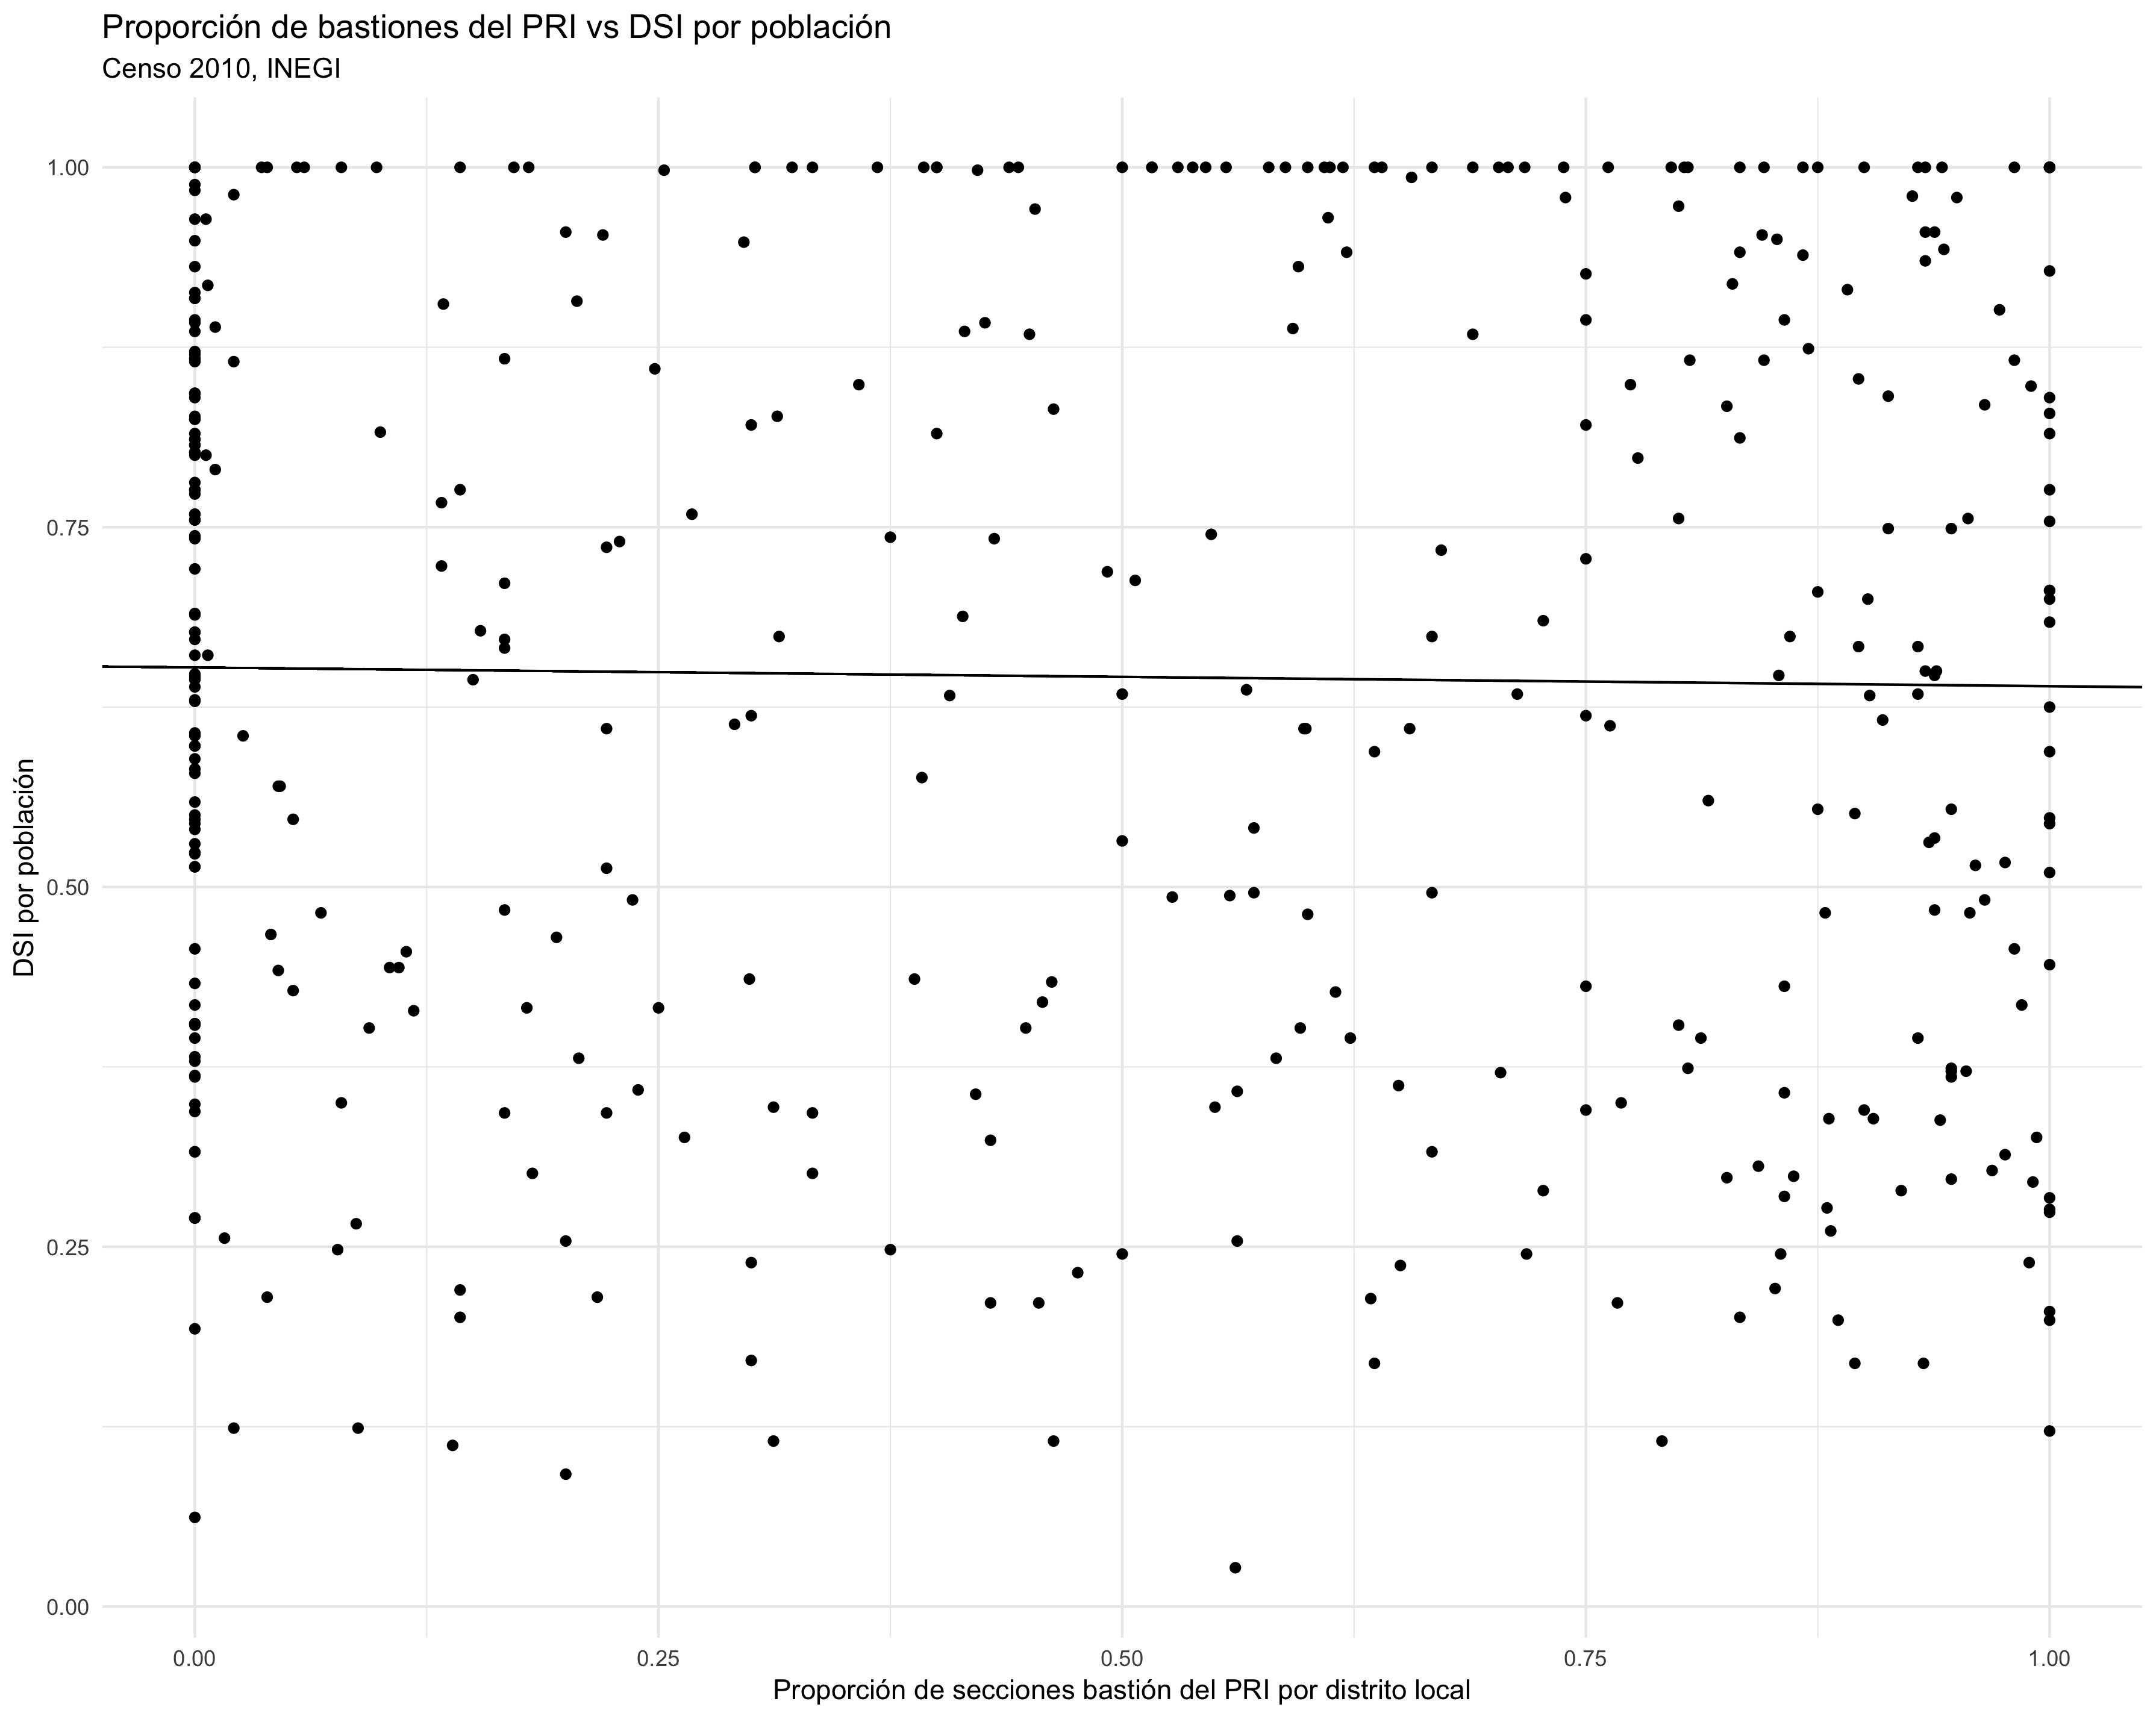 Proporción de bastiones del PRI vs DSI por población
Censo 2010, INEGI
1.00
0.75
0.50
0.25
0.00
DSI por población
0.00 0.25 0.50 0.75 1.00
Proporción de secciones bastión del PRI por distrito local